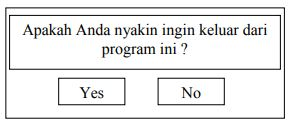 Apakah Anda nyakin ingin keluar dari
program ini ?
Yes
No